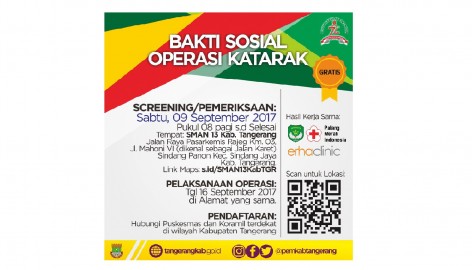 BAKTI SOSIAL
OPERASI KATARAK
GRATIS
SCREENING/PEMERIKSAAN:
Sabtu, 09 September 2017
Pukul 08 pagi s.d Selesai
Tempat SMAN 13 Kab. Tangerang
Jalan Raya Pasarkemis Rajeg Km. 03,
Jl. Mahoni VI (dikenal sebagai Jalan Karet)
Sindang Panon Kec. Sindang Jaya
Kab. Tangerang.
Link Maps: s.id/SMAN13KabTGR
PELAKSANAAN OPERASI:
Tgl 16 September 2017
di Alamat yang sama.
PENDAFTARAN:
Hubungi Puskesmas dan Koramil terdekat
di wilayah Kabupaten Tangerang
Hasil Kerja Sama:
Palang
Merah
Indonesia
erhaclinic
Scan untuk Lokasi:
tangerangkab.go.id
@pemkabtangerang